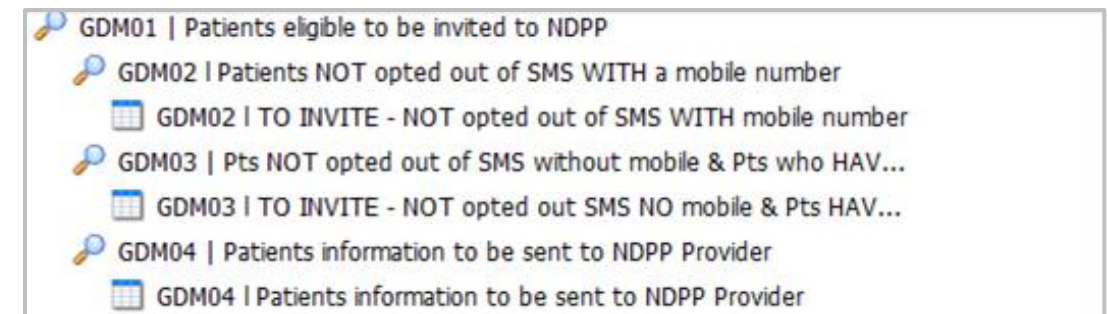 GDM01 | Patients eligible to be invited to NDPP
GDM02 l Patients NOT opted out of SMS WITH a mobile number
GDM02 l TO INVITE - NOT opted out of SMS WITH mobile number
GDM03 | Pts NOT opted out of SMS without mobile & Pts who HAV...
GDM03 l TO INVITE - NOT opted out SMS NO mobile & Pts HAV...
GDM04 | Patients information to be sent to NDPP Provider
GDM04 l Patients information to be sent to NDPP Provider